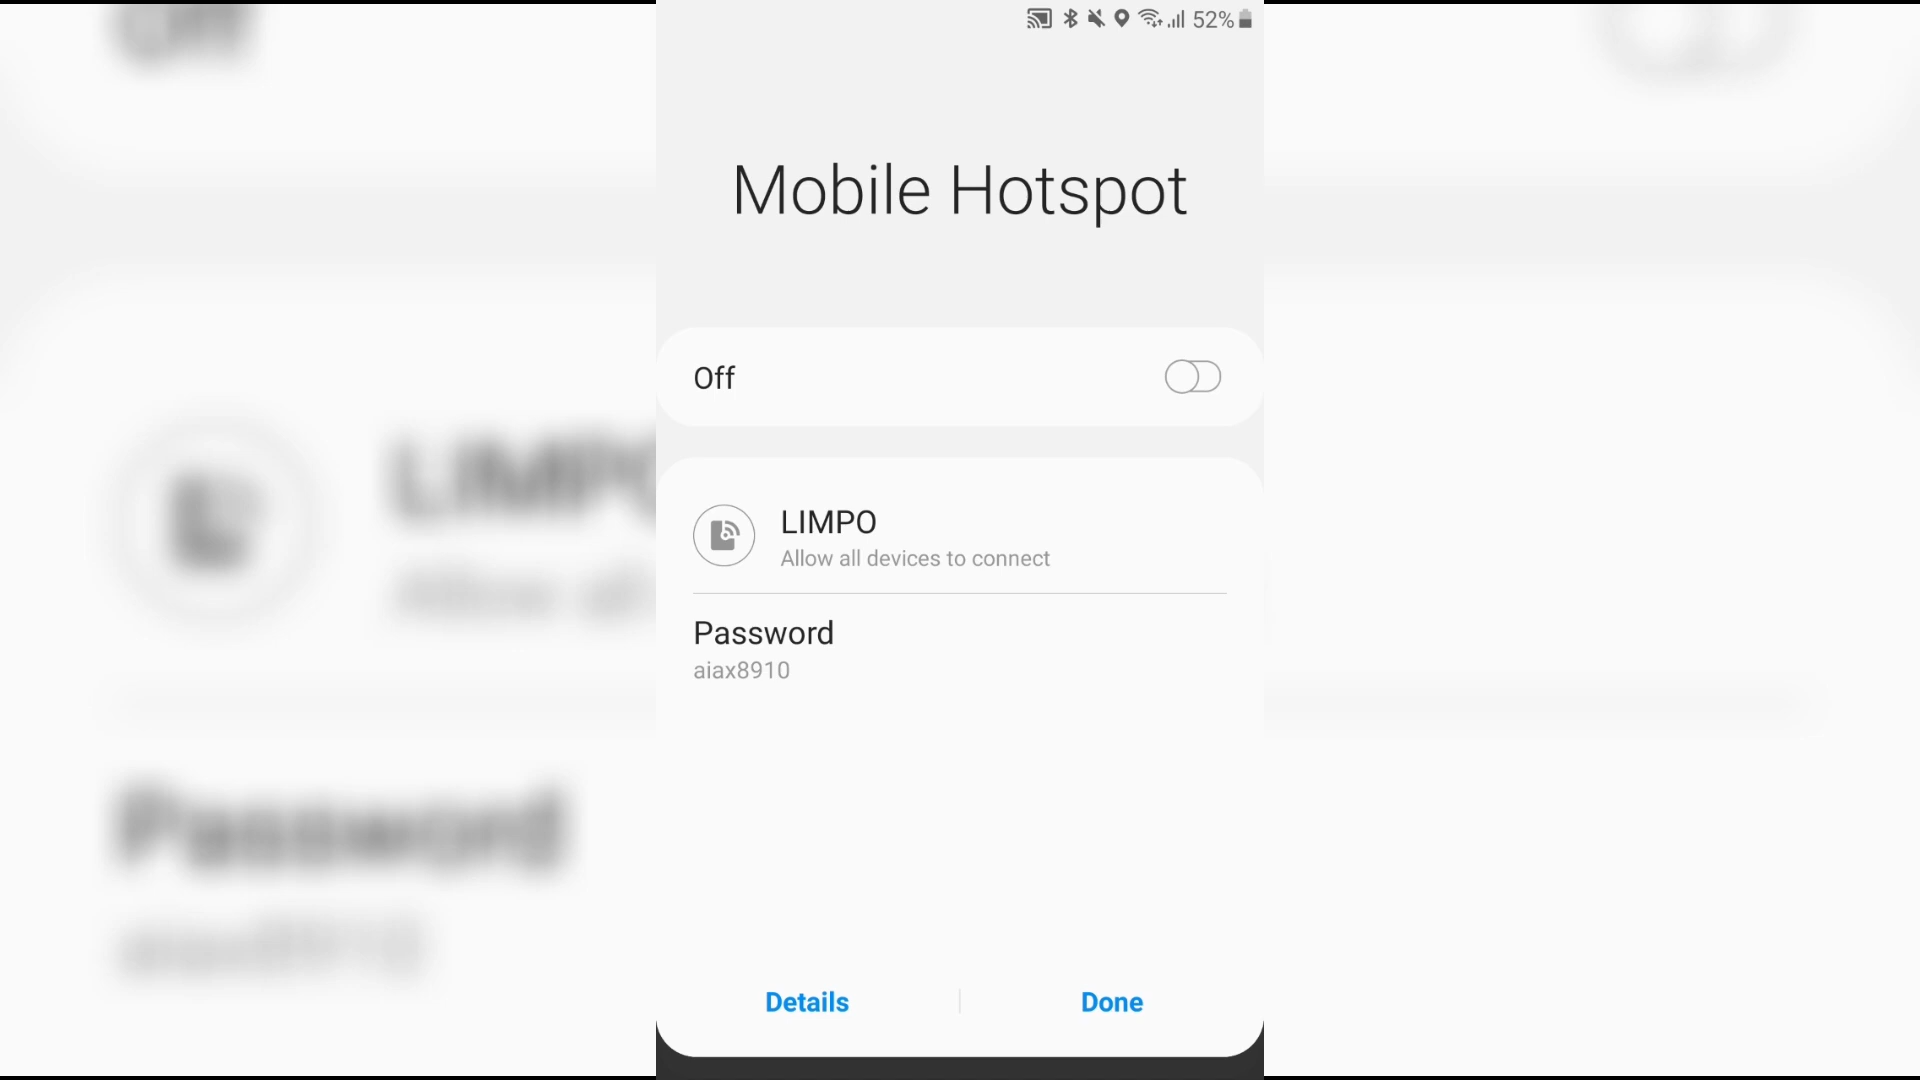 52%
Mobile Hotspot
Off
LIMPO
Allow all devices to connect
Password
aiax8910
Details
Done